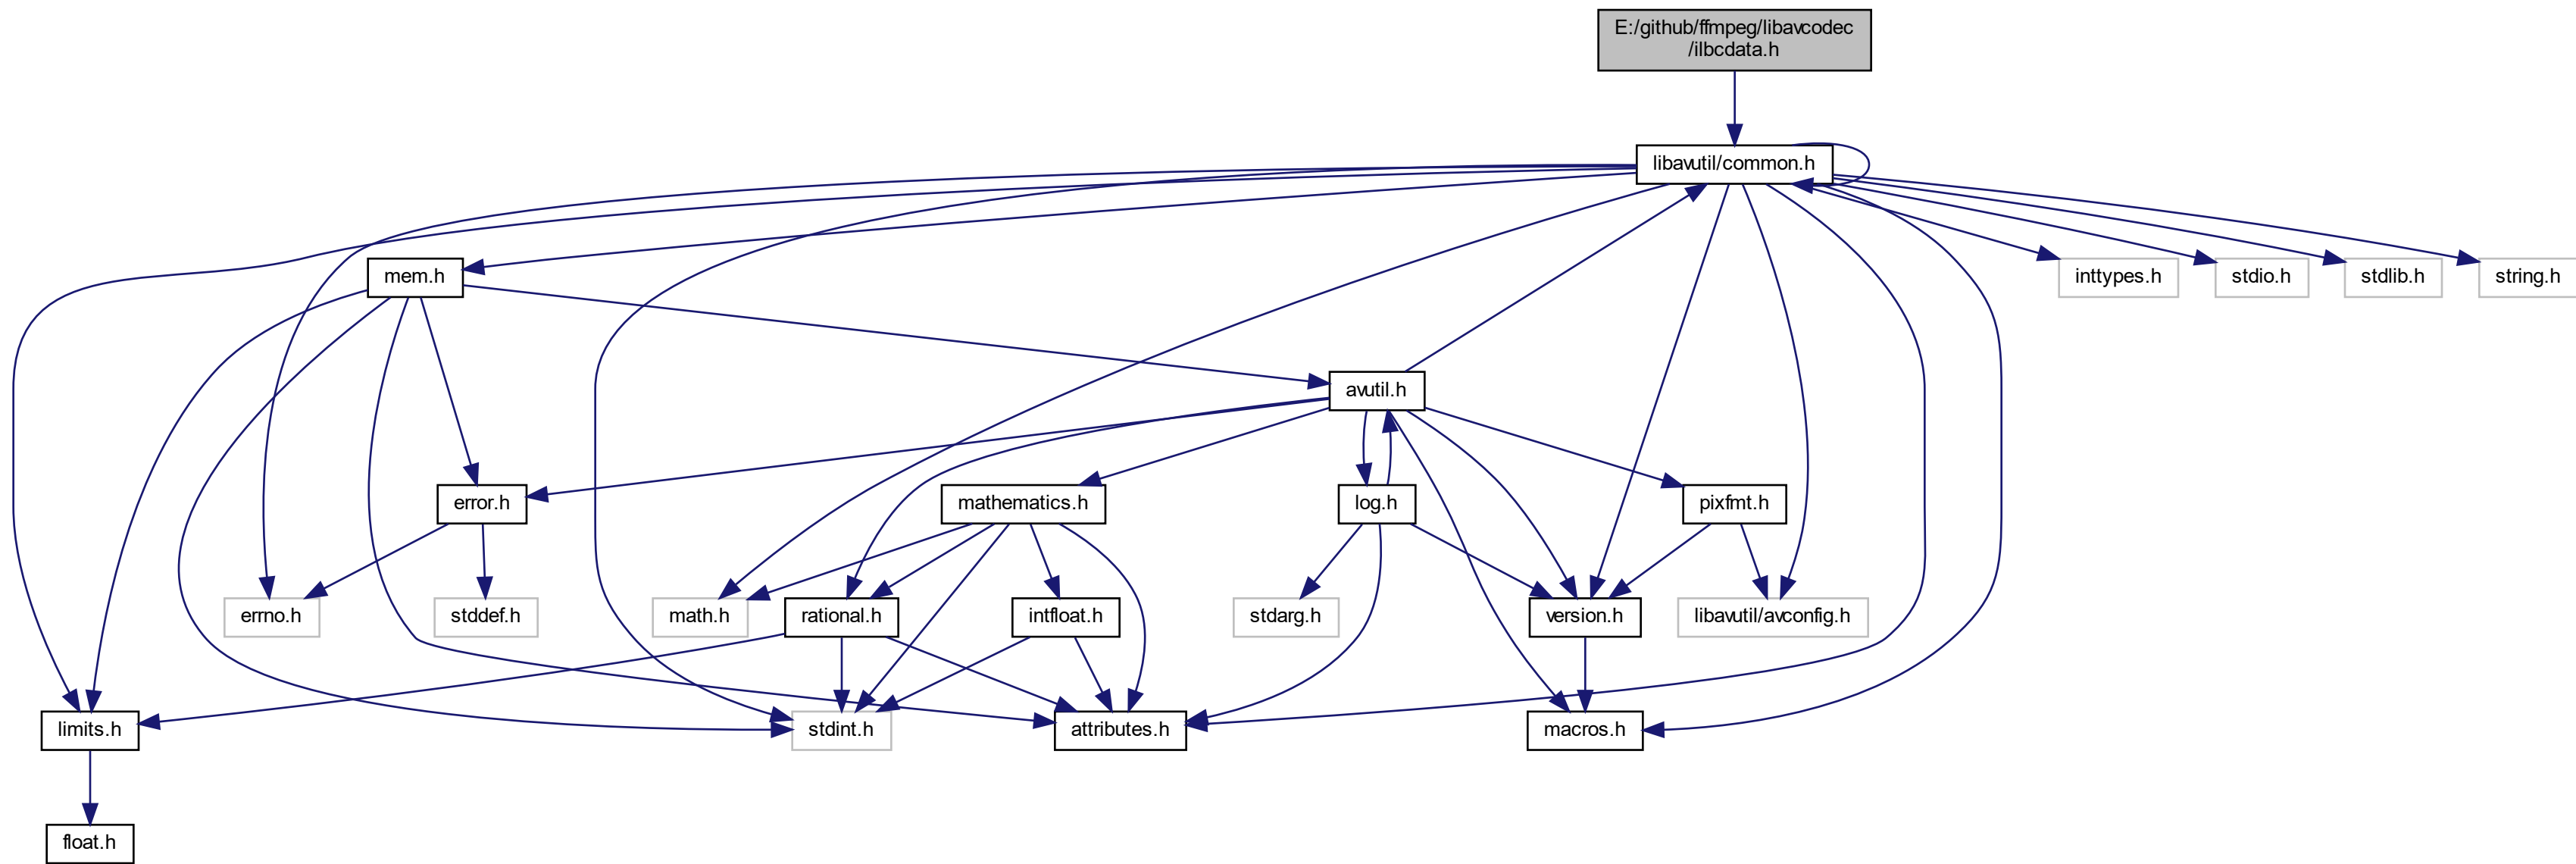 E:/github/ffmpeg/libavcodec
/ilbcdata.h
libavutil/common.h
mem.h
inttypes.h
stdio.h
stdlib.h
string.h
avutil.h
error.h
mathematics.h
log.h
pixfmt.h
errno.h
stddef.h
math.h
rational.h
intfloat.h
stdarg.h
version.h
libavutil/avconfig.h
limits.h
stdint.h
attributes.h
macros.h
float.h